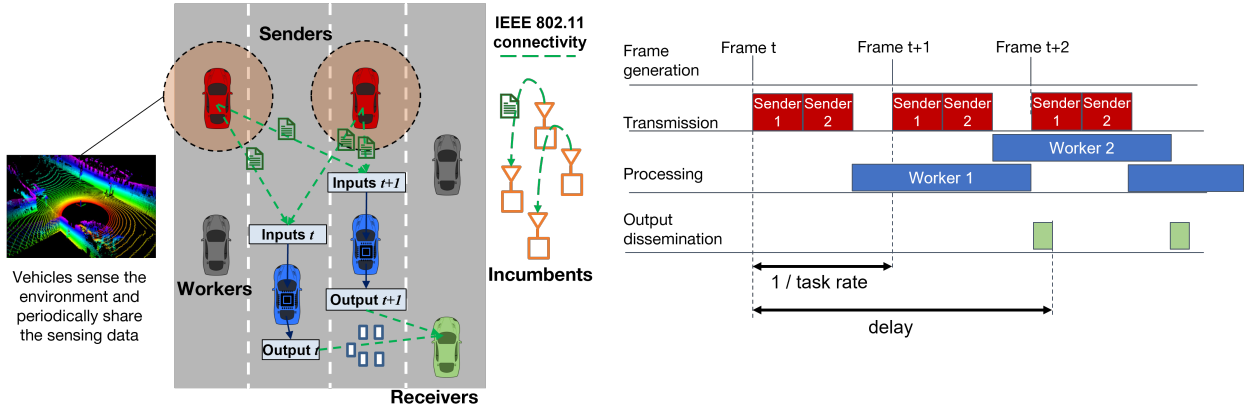 Senders
IEEE 802.11
connectivity
Inputs t+1
Inputs t
Workers
Output t+1
Output t
Receivers
Incumbents
Vehicles sense the
environment and
periodically share
the sensing data
Frame
generation
Frame t
Frame t+1
Frame t+2
Transmission
Sender
1
Sender
2
Sender
1
Sender
2
Sender
1
Sender
2
Processing
Worker 2
Worker 1
Output
dissemination
1 / task rate
delay